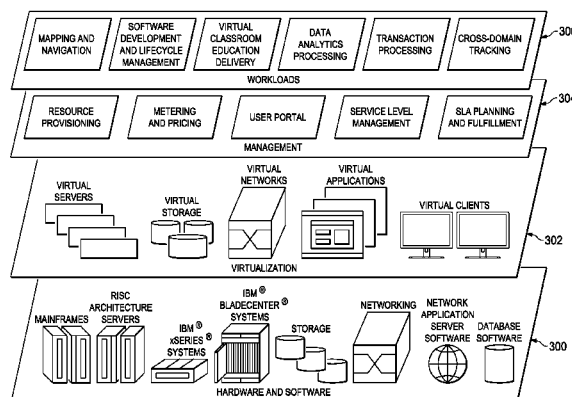 MAPPING AND
NAVIGATION
SOFTWARE
DEVELOPMENT
AND LIFECYCLE
MANAGEMENT
VIRTUAL
CLASSROOM
EDUCATION
DELIVERY
DATA
ANALYTICS
PROCESSING
TRANSACTION
PROCESSING
CROSS-DOMAIN
TRACKING
WORKLOADS
RESOURCE
PROVISIONING
METERING
AND PRICING
USER PORTAL
SERVICE LEVEL
MANAGEMENT
SLA PLANNING
AND FULFILLMENT
304
MANAGEMENT
VIRTUAL
SERVERS
VIRTUAL
STORAGE
VIRTUAL
NETWORKS
VIRTUAL
APPLICATIONS
VIRTUAL CLIENTS
302
VIRTUALIZATION
MAINFRAMES
RISC
ARCHITECTURE
SERVERS
IBM ®
xSERIES ®
SYSTEMS
IBM ®
BLADECENTER ®
SYSTEMS
STORAGE
NETWORKING
NETWORK
APPLICATION
SERVER
SOFTWARE
DATABASE
SOFTWARE
300
HARDWARE AND SOFTWARE